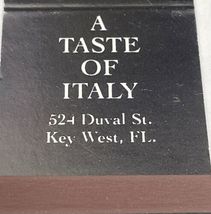 A
TASTE
OF
ITALY
524 Duval St.
Key West, FL.